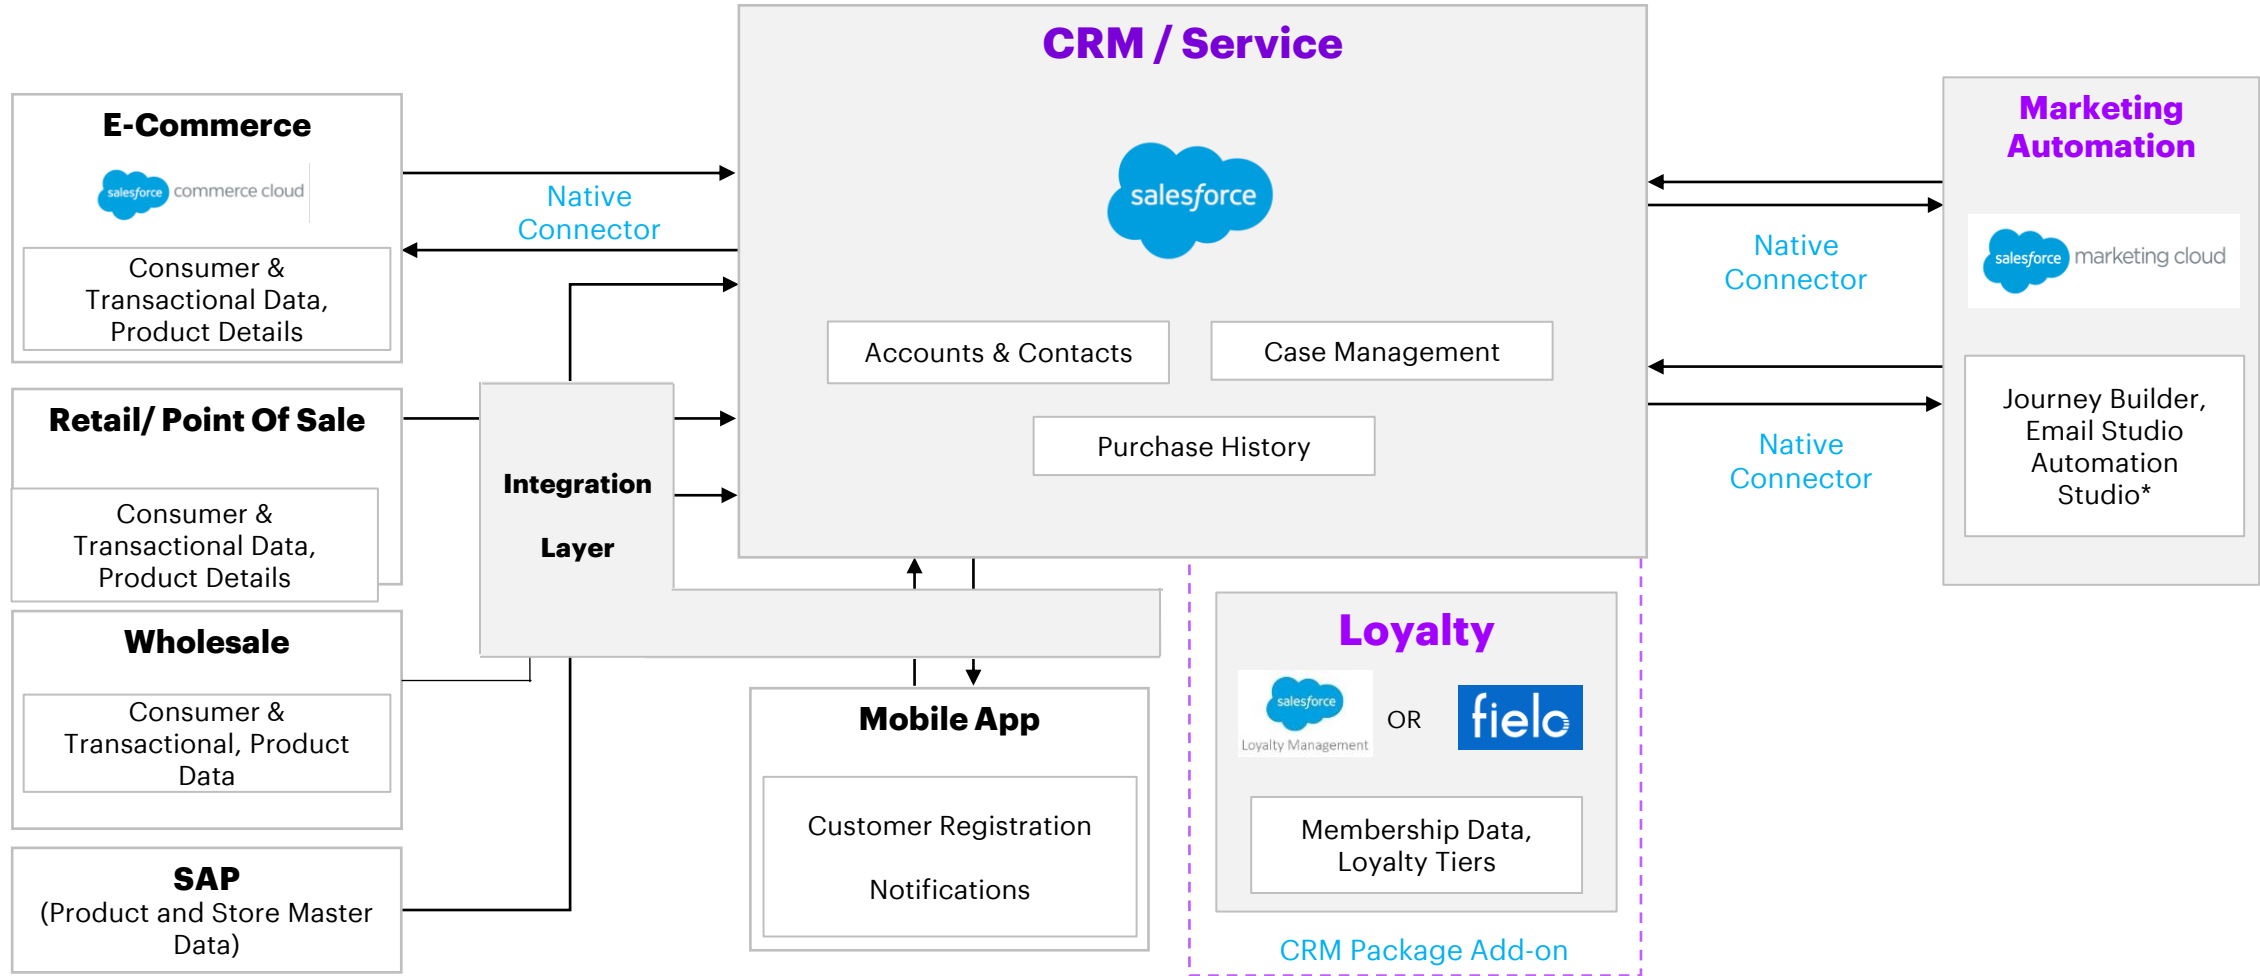 CRM / Service
salesforce
Accounts & Contacts
Case Management
Purchase History
E-Commerce
salesforce commerce cloud
Consumer &
Transactional Data,
Product Details
Native
Connector
Retail/ Point Of Sale
Consumer &
Transactional Data,
Product Details
Integration
Layer
Wholesale
Consumer &
Transactional, Product
Data
SAP
(Product and Store Master
Data)
Mobile App
Customer Registration
Notifications
Loyalty
salesforce
Loyalty Management
OR
fielo
Membership Data,
Loyalty Tiers
CRM Package Add-on
Native
Connector
Native
Connector
Marketing
Automation
salesforce marketing cloud
Journey Builder,
Email Studio
Automation
Studio*